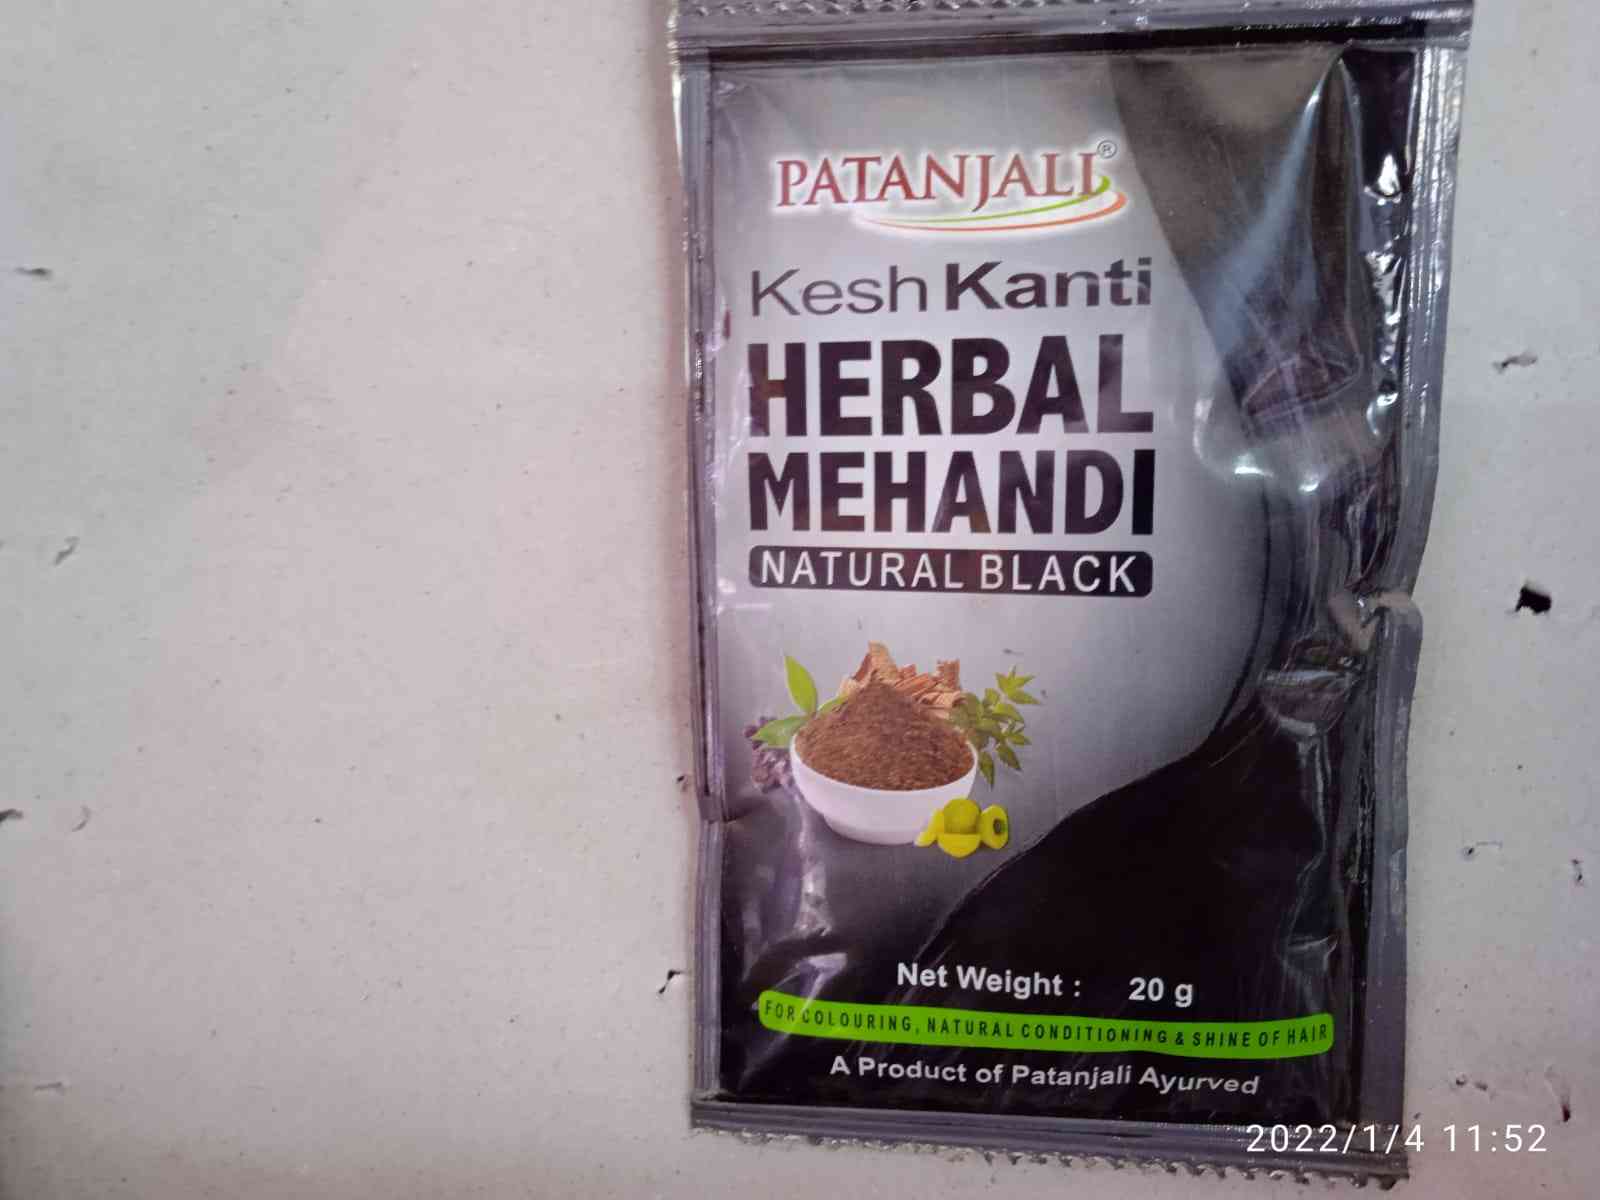 PATANJALI®
Kesh Kanti
HERBAL
MEHANDI
NATURAL BLACK
Net Weight : 20 g
FOR COLOURING, NATURAL CONDITIONING & SHINE OF HAIR
A Product of Patanjali Ayurved
2022/1/4 11:52